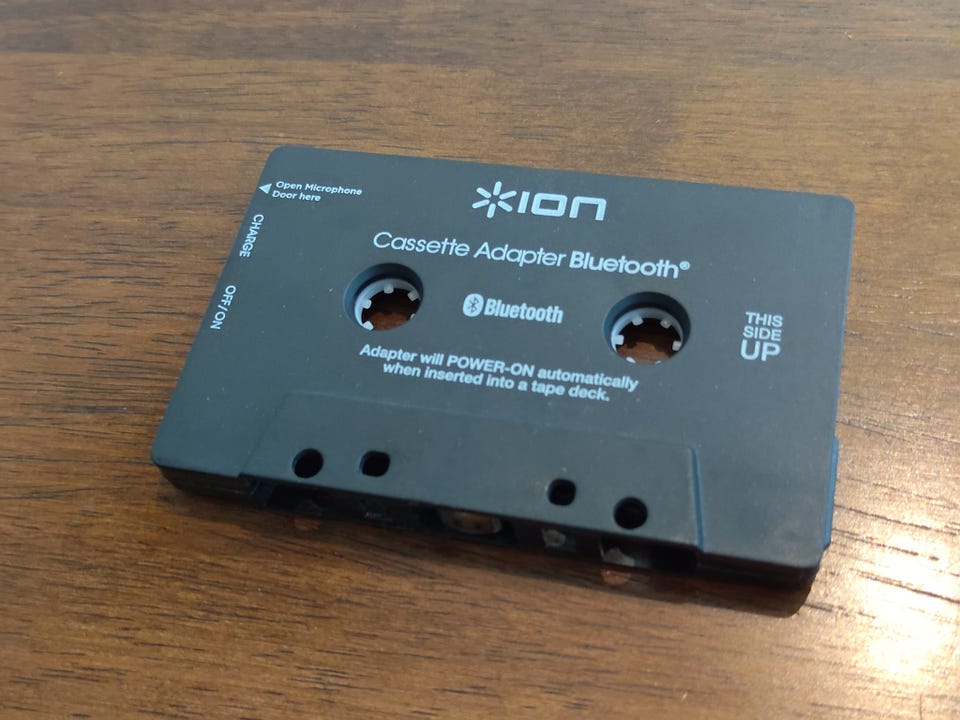 Open Microphone
Door here
ION
Cassette Adapter Bluetooth®
CHARGE
OFF/ON
Bluetooth
THIS
SIDE
UP
Adapter will POWER-ON automatically
when inserted into a tape deck.